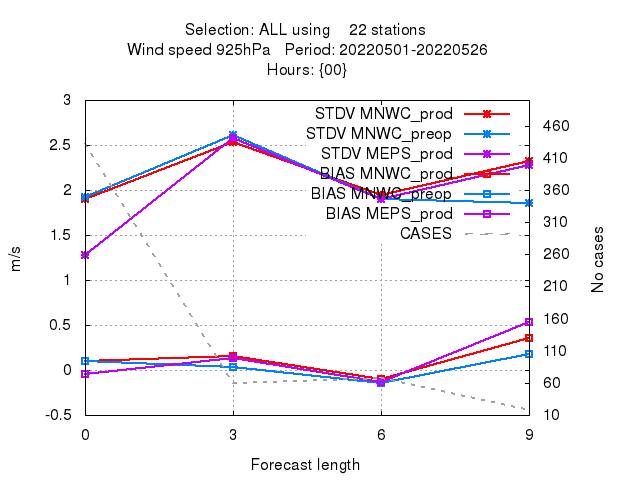 Selection: ALL using 22 stations
Wind speed 925hPa Period: 20220501-20220526
Hours: {00}
STDV MNWC_prod
STDV MNWC_preop
STDV MEPS_prod
BIAS MNWC_prod
BIAS MNWC_preop
BIAS MEPS_prod
CASES
3
2.5
2
1.5
1
0.5
0
-0.5
m/s
460
410
360
310
260
210
160
110
60
10
No cases
0 3 6 9
Forecast length